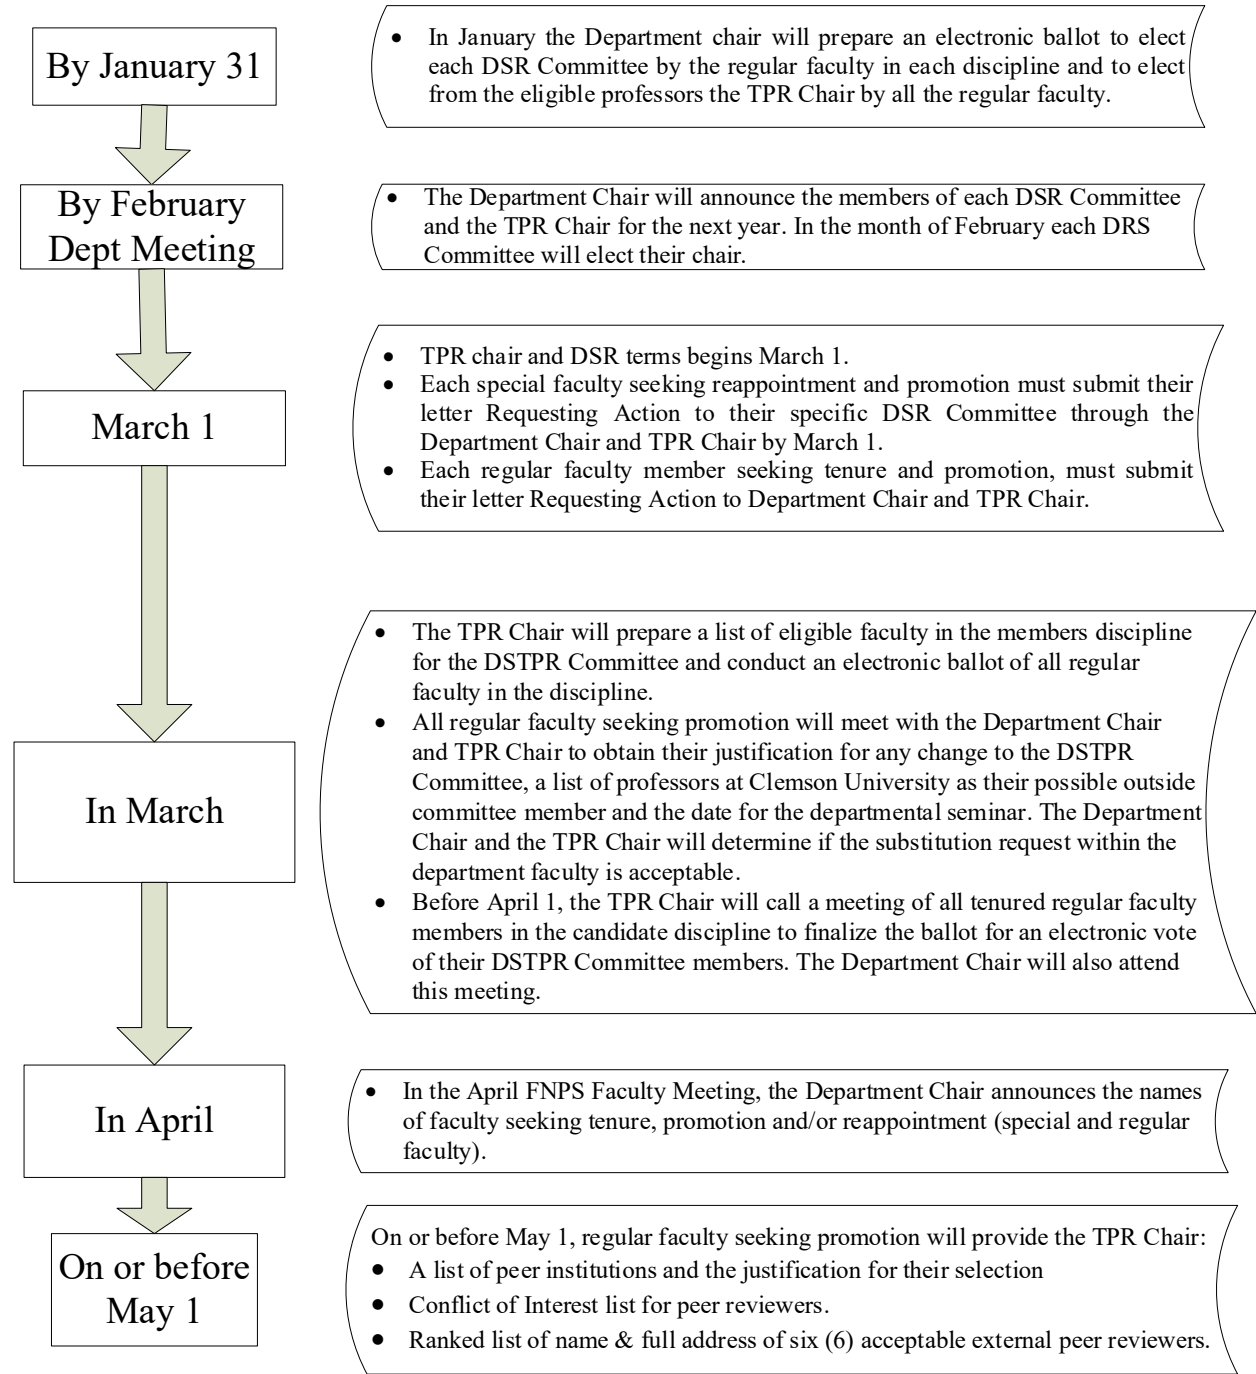 By January 31
• In January the Department chair will prepare an electronic ballot to elect
each DSR Committee by the regular faculty in each discipline and to elect
from the eligible professors the TPR Chair by all the regular faculty.
By February
Dept Meeting
• The Department Chair will announce the members of each DSR Committee
and the TPR Chair for the next year. In the month of February each DRS
Committee will elect their chair.
March 1
• TPR chair and DSR terms begins March 1.
• Each special faculty seeking reappointment and promotion must submit their
letter Requesting Action to their specific DSR Committee through the
Department Chair and TPR Chair by March 1.
• Each regular faculty member seeking tenure and promotion, must submit
their letter Requesting Action to Department Chair and TPR Chair.
In March
• The TPR Chair will prepare a list of eligible faculty in the members discipline
for the DSTPR Committee and conduct an electronic ballot of all regular
faculty in the discipline.
• All regular faculty seeking promotion will meet with the Department Chair
and TPR Chair to obtain their justification for any change to the DSTPR
Committee, a list of professors at Clemson University as their possible outside
committee member and the date for the departmental seminar. The Department
Chair and the TPR Chair will determine if the substitution request within the
department faculty is acceptable.
• Before April 1, the TPR Chair will call a meeting of all tenured regular faculty
members in the candidate discipline to finalize the ballot for an electronic vote
of their DSTPR Committee members. The Department Chair will also attend
this meeting.
In April
• In the April FNPS Faculty Meeting, the Department Chair announces the names
of faculty seeking tenure, promotion and/or reappointment (special and regular
faculty).
On or before
May 1
On or before May 1, regular faculty seeking promotion will provide the TPR Chair:
• A list of peer institutions and the justification for their selection
• Conflict of Interest list for peer reviewers.
• Ranked list of name & full address of six (6) acceptable external peer reviewers.